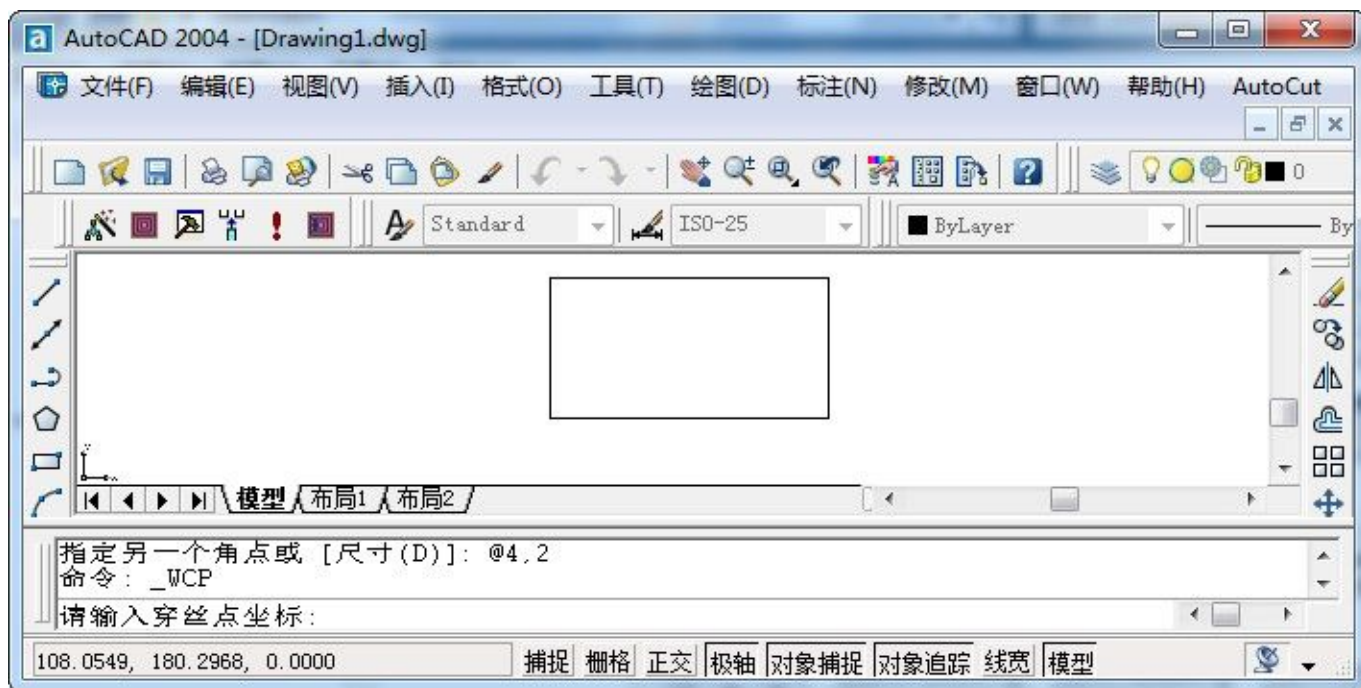 AutoCAD 2004 - [Drawing1.dwg]
文件(F) 编辑(E) 视图(V) 插入(I) 格式(O) 工具(T) 绘图(D) 标注(N) 修改(M) 窗口(W) 帮助(H) AutoCut
0
Standard ISO-25 ByLayer By
模型 布局1 布局2
指定另一个角点或 [尺寸(D)]: @4,2
命令: _WCP
请输入穿丝点坐标:
108.0549, 180.2968, 0.0000 捕捉 栅格 正交 极轴 对象捕捉 对象追踪 线宽 模型